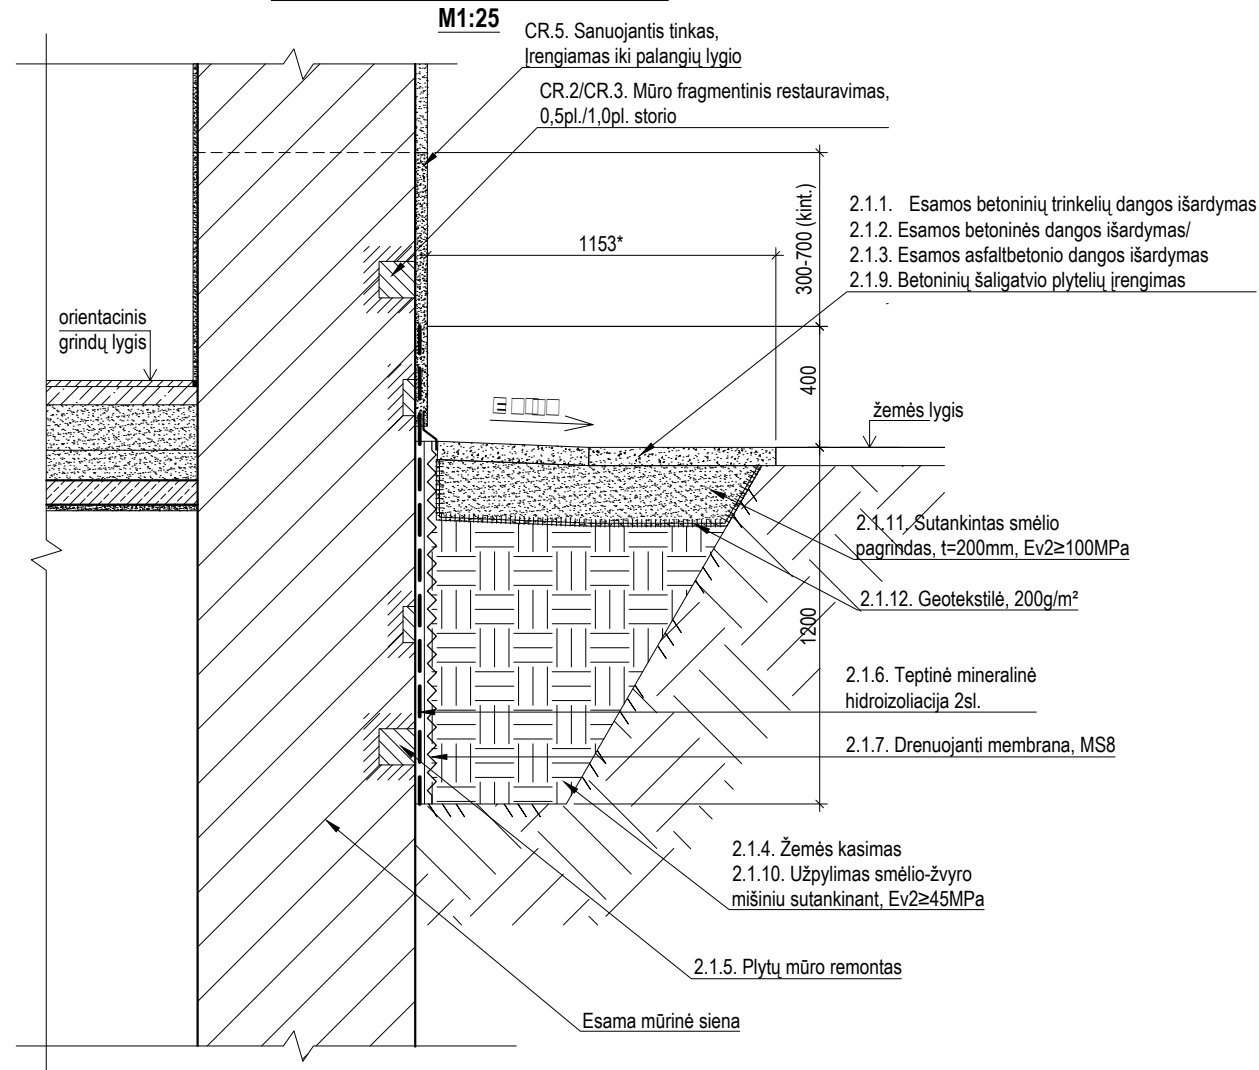 M1:25
CR.5. Sanuojantis tinkas,
Įrengiamas iki palangių lygio
CR.2/CR.3. Mūro fragmentinis restauravimas,
0,5pl./1,0pl. storio
300-700 (kint.)
2.1.1. Esamos betoninių trinkelių dangos išardymas
2.1.2. Esamos betoninės dangos išardymas/
2.1.3. Esamos asfaltbetonio dangos išardymas
2.1.9. Betoninių šaligatvio plytelių įrengimas
1153*
orientacinis
grindų lygis
400
žemės lygis
2.1.11. Sutankintas smėlio
pagrindas, t=200mm, Ev2≥100MPa
2.1.12. Geotekstilė, 200g/m²
1200
2.1.6. Teptinė mineralinė
hidroizoliacija 2sl.
2.1.7. Drenuojanti membrana, MS8
2.1.4. Žemės kasimas
2.1.10. Užpylimas smėlio-žvyro
mišiniu sutankinant, Ev2≥45MPa
2.1.5. Plytų mūro remontas
Esama mūrinė siena